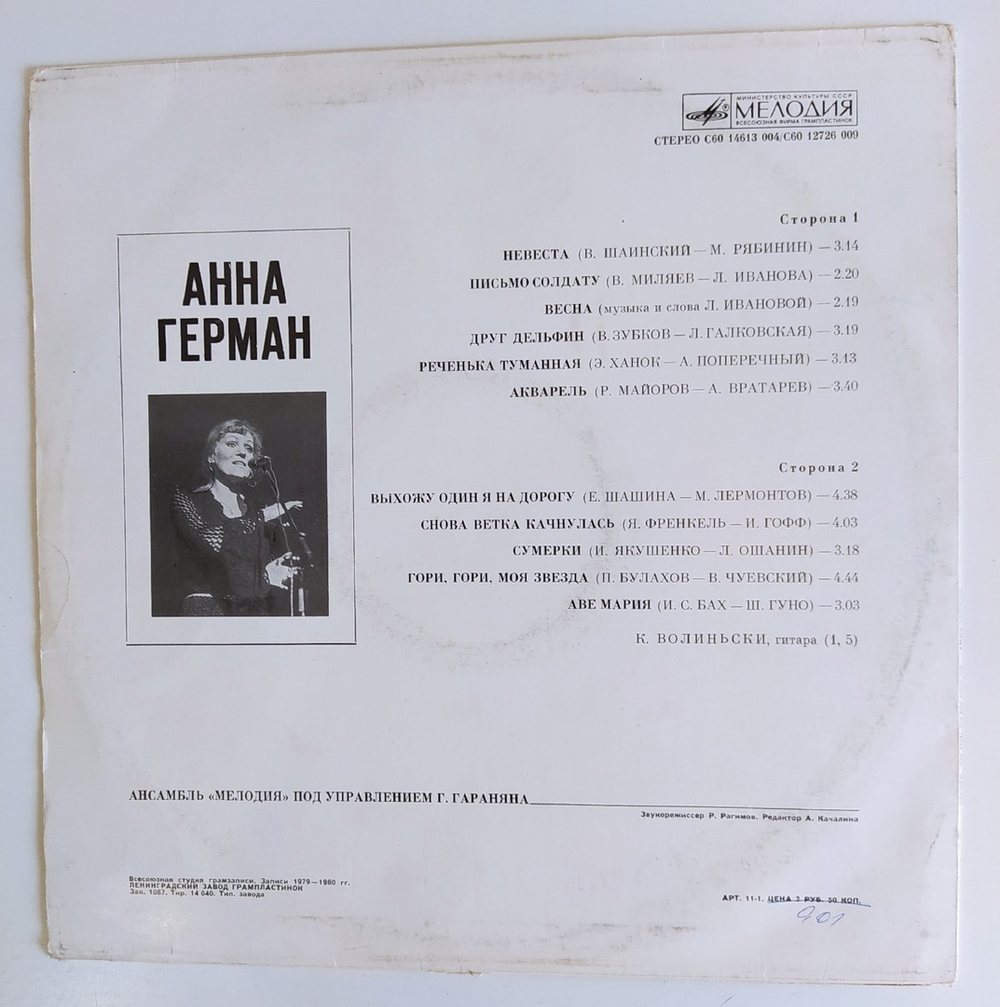 МИНИСТЕРСТВО КУЛЬТУРЫ СССР
МЕЛОДИЯ
ВСЕСОЮЗНАЯ ФИРМА ГРАМПЛАСТИНОК
СТЕРЕО С60 14613 004/С60 12726 009
АННА
ГЕРМАН
Сторона 1
НЕВЕСТА (В. ШАИНСКИЙ — М. РЯБИНИН) — 3.14
ПИСЬМО СОЛДАТУ (В. МИЛЯЕВ — Л. ИВАНОВА) — 2.20
ВЕСНА (музыка и слова Л. ИВАНОВОЙ) — 2.19
ДРУГ ДЕЛЬФИН (В. ЗУБКОВ — Л. ГАЛКОВСКАЯ) — 3.19
РЕЧЕНЬКА ТУМАННАЯ (Э. ХАНОК — А. ПОПЕРЕЧНЫЙ) — 3.13
АКВАРЕЛЬ (Р. МАЙОРОВ — А. ВРАТАРЕВ) — 3.40
Сторона 2
ВЫХОЖУ ОДИН Я НА ДОРОГУ (Е. ШАШИНА — М. ЛЕРМОНТОВ) — 4.38
СНОВА ВЕТКА КАЧНУЛАСЬ (Я. ФРЕНКЕЛЬ — И. ГОФФ) — 4.03
СУМЕРКИ (И. ЯКУШЕНКО — Л. ОШАНИН) — 3.18
ГОРИ, ГОРИ, МОЯ ЗВЕЗДА (П. БУЛАХОВ — В. ЧУЕВСКИЙ) — 4.44
АВЕ МАРИЯ (И. С. БАХ — Ш. ГУНО) — 3.03
К. ВОЛИНЬСКИ, гитара (1, 5)
АНСАМБЛЬ «МЕЛОДИЯ» ПОД УПРАВЛЕНИЕМ Г. ГАРАНЯНА
Звукорежиссер Р. Рагимов. Редактор А. Качалина
Всесоюзная студия грамзаписи. Записи 1979—1980 гг.
ЛЕНИНГРАДСКИЙ ЗАВОД ГРАМПЛАСТИНОК
Зак. 1087. Тир. 14 040. Тип. завода
АРТ. 11-1. ЦЕНА 2 РУБ. 50 КОП.
901